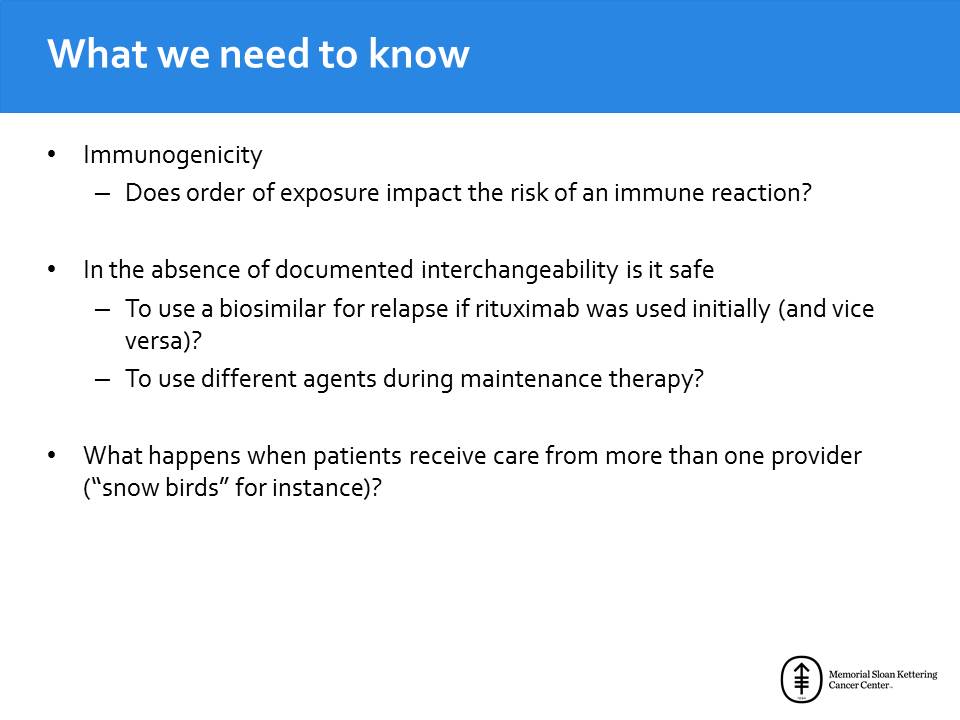 What we need to know
• Immunogenicity
– Does order of exposure impact the risk of an immune reaction?
• In the absence of documented interchangeability is it safe
– To use a biosimilar for relapse if rituximab was used initially (and vice
versa)?
– To use different agents during maintenance therapy?
• What happens when patients receive care from more than one provider
(“snow birds” for instance)?
Memorial Sloan Kettering
Cancer Center